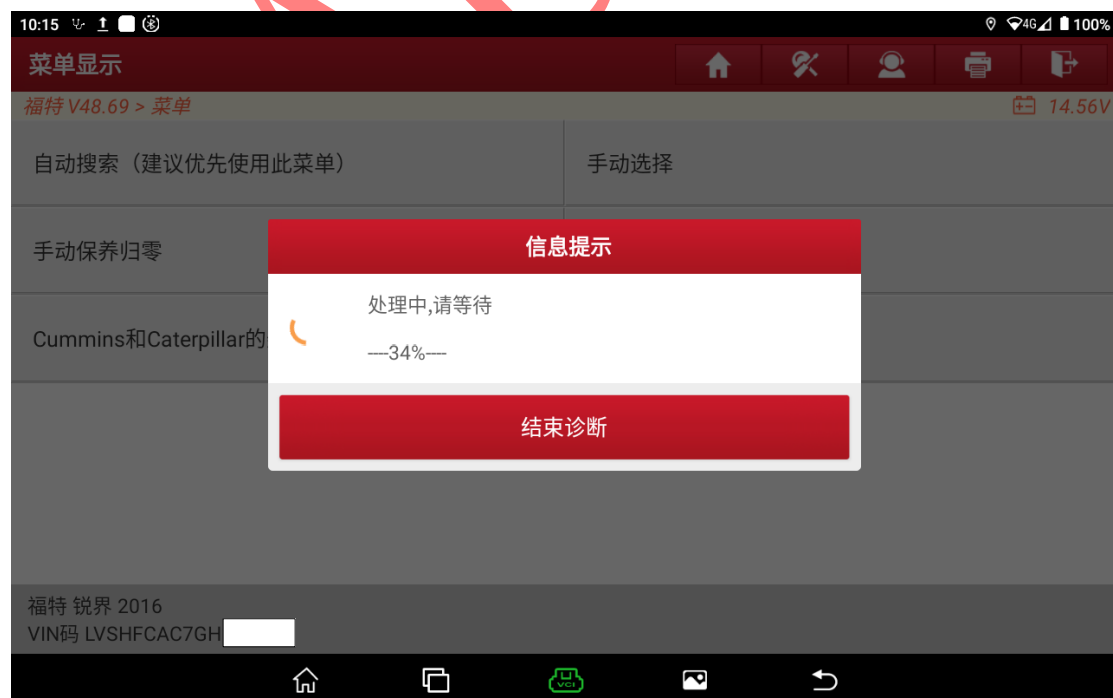 10:15
4G 100%
菜单显示
福特 V48.69 > 菜单
14.56V
自动搜索（建议优先使用此菜单）
手动选择
手动保养归零
信息提示
处理中,请等待
----34%----
Cummins和Caterpillar的
结束诊断
福特 锐界 2016
VIN码 LVSHFCAC7GH
VCI